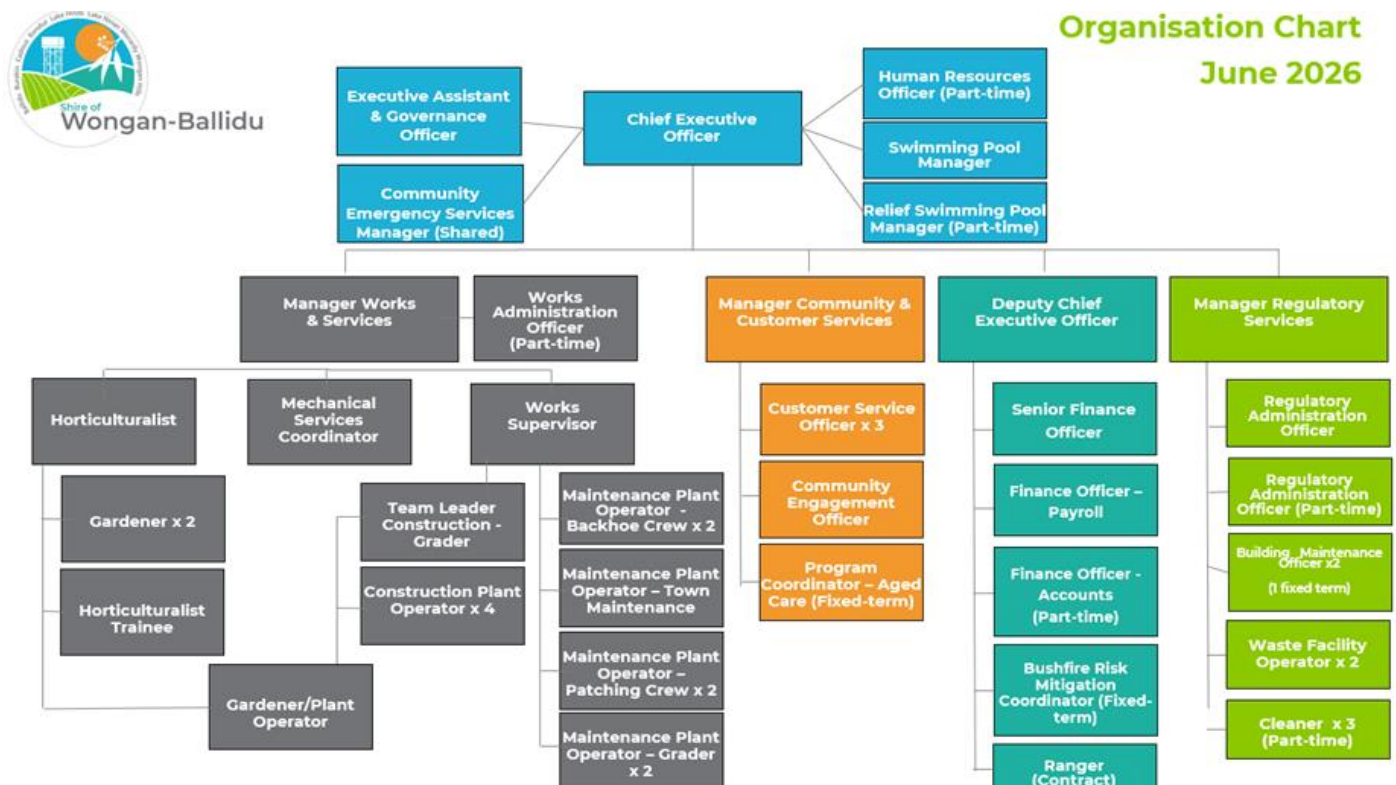 Organisation Chart
June 2026
Shire of
Wongan-Ballidu
Executive Assistant
& Governance
Officer
Community
Emergency Services
Manager (Shared)
Chief Executive
Officer
Human Resources
Officer (Part-time)
Swimming Pool
Manager
Relief Swimming Pool
Manager (Part-time)
Manager Works
& Services
Works
Administration
Officer
(Part-time)
Manager Community &
Customer Services
Deputy Chief
Executive Officer
Manager Regulatory
Services
Horticulturalist
Mechanical
Services
Coordinator
Works
Supervisor
Gardener x 2
Horticulturalist
Trainee
Gardener/Plant
Operator
Team Leader
Construction -
Grader
Construction Plant
Operator x 4
Maintenance Plant
Operator -
Backhoe Crew x 2
Maintenance Plant
Operator – Town
Maintenance
Maintenance Plant
Operator –
Patching Crew x 2
Maintenance Plant
Operator – Grader
x 2
Customer Service
Officer x 3
Community
Engagement
Officer
Program
Coordinator – Aged
Care (Fixed-term)
Senior Finance
Officer
Finance Officer –
Payroll
Finance Officer -
Accounts
(Part-time)
Bushfire Risk
Mitigation
Coordinator (Fixed-
term)
Ranger
(Contract)
Regulatory
Administration
Officer
Regulatory
Administration
Officer (Part-time)
Building Maintenance
Officer x2
(1 fixed term)
Waste Facility
Operator x 2
Cleaner x 3
(Part-time)